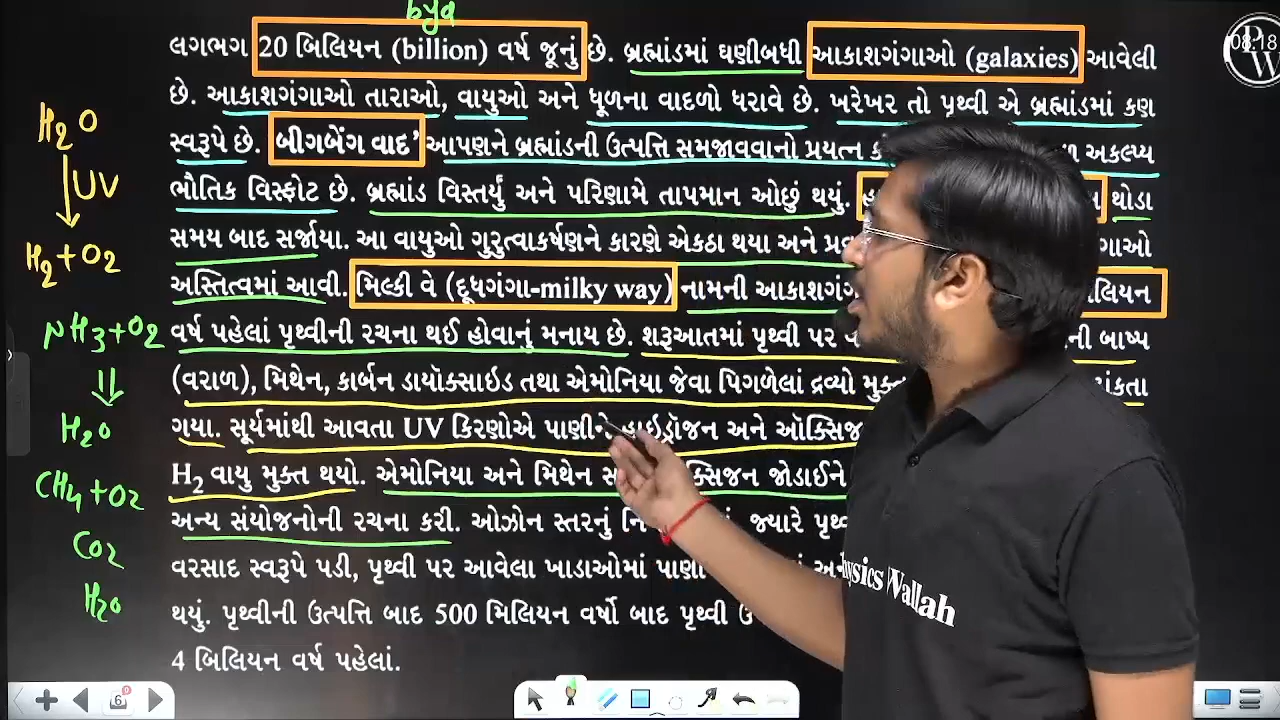 bya
લગભગ 20 બિલિયન (billion) વર્ષ જૂનું છે. બ્રહ્માંડમાં ઘણીબધી આકાશગંગાઓ (galaxies) આવેલી
છે. આકાશગંગાઓ તારાઓ, વાયુઓ અને ધૂળના વાદળો ધરાવે છે. ખરેખર તો પૃથ્વી એ બ્રહ્માંડમાં કણ
સ્વરૂપે છે. બીગબેંગ વાદ' આપણને બ્રહ્માંડની ઉત્પત્તિ સમજાવવાનો પ્રયત્ન અકલ્પ્ય
ભૌતિક વિસ્ફોટ છે. બ્રહ્માંડ વિસ્તર્યું અને પરિણામે તાપમાન ઓછું થયું. થોડા
સમય બાદ સર્જાયા. આ વાયુઓ ગુરુત્વાકર્ષણને કારણે એકઠા થયા અને
અસ્તિત્વમાં આવી. મિલ્કી વે (દૂધગંગા-milky way) નામની
વર્ષ પહેલાં પૃથ્વીની રચના થઈ હોવાનું મનાય છે. શરૂઆતમાં પૃથ્વી પર બાષ્પ
(વરાળ), મિથેન, કાર્બન ડાયૉક્સાઇડ તથા એમોનિયા જેવા પિગળેલાં દ્રવ્યો
ગયા. સૂર્યમાંથી આવતા UV કિરણોએ પાણીને હાઇડ્રૉજન અને
H₂ વાયુ મુક્ત થયો. એમોનિયા અને મિથેન જોડાઈને
અન્ય સંયોજનોની રચના કરી. ઓઝોન સ્તરનું જ્યારે
વરસાદ સ્વરૂપે પડી, પૃથ્વી પર આવેલા ખાડાઓમાં
થયું. પૃથ્વીની ઉત્પત્તિ બાદ 500 મિલિયન વર્ષો બાદ પૃથ્વી
4 બિલિયન વર્ષ પહેલાં.
H₂O
UV
H₂+O₂
NH₃+O₂
H₂O
CH₄+O₂
CO₂
H₂O
08:18
Physics Wallah
6